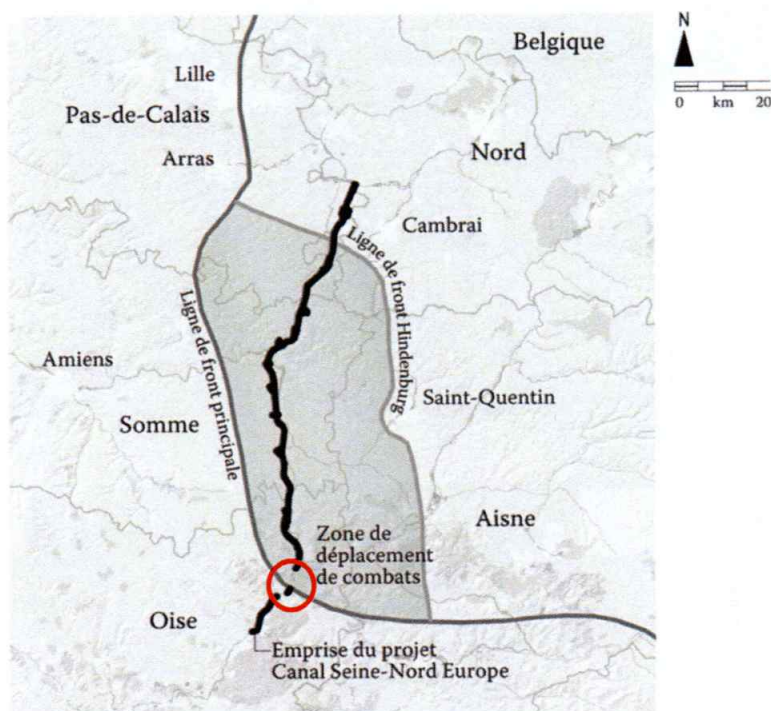 N
0 km 20
Belgique
Lille
Pas-de-Calais
Arras
Nord
Cambrai
Ligne de front Hindenburg
Ligne de front principale
Amiens
Saint-Quentin
Somme
Aisne
Zone de
déplacement
de combats
Oise
Emprise du projet
Canal Seine-Nord Europe